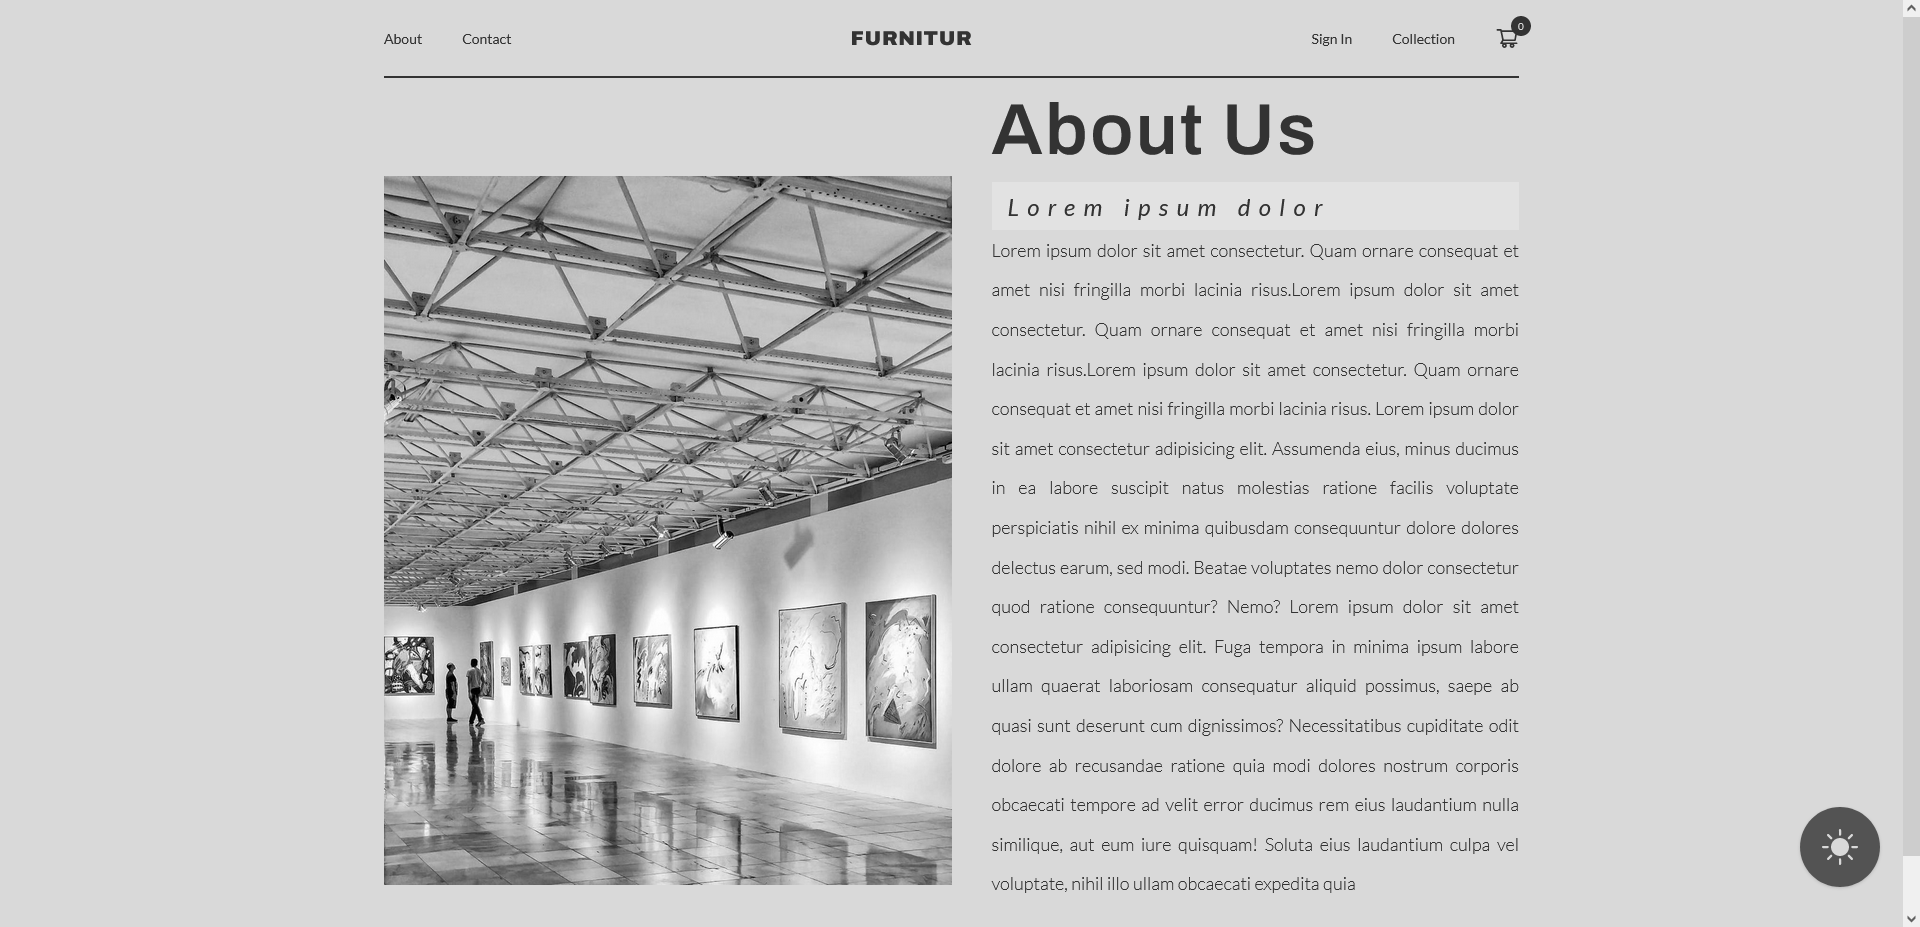 About
Contact
FURNITUR
Sign In
Collection
0
About Us
Lorem ipsum dolor
Lorem ipsum dolor sit amet consectetur. Quam ornare consequat et
amet nisi fringilla morbi lacinia risus.Lorem ipsum dolor sit amet
consectetur. Quam ornare consequat et amet nisi fringilla morbi
lacinia risus.Lorem ipsum dolor sit amet consectetur. Quam ornare
consequat et amet nisi fringilla morbi lacinia risus. Lorem ipsum dolor
sit amet consectetur adipisicing elit. Assumenda eius, minus ducimus
in ea labore suscipit natus molestias ratione facilis voluptate
perspiciatis nihil ex minima quibusdam consequuntur dolore dolores
delectus earum, sed modi. Beatae voluptates nemo dolor consectetur
quod ratione consequuntur? Nemo? Lorem ipsum dolor sit amet
consectetur adipisicing elit. Fuga tempora in minima ipsum labore
ullam quaerat laboriosam consequatur aliquid possimus, saepe ab
quasi sunt deserunt cum dignissimos? Necessitatibus cupiditate odit
dolore ab recusandae ratione quia modi dolores nostrum corporis
obcaecati tempore ad velit error ducimus rem eius laudantium nulla
similique, aut eum iure quisquam! Soluta eius laudantium culpa vel
voluptate, nihil illo ullam obcaecati expedita quia